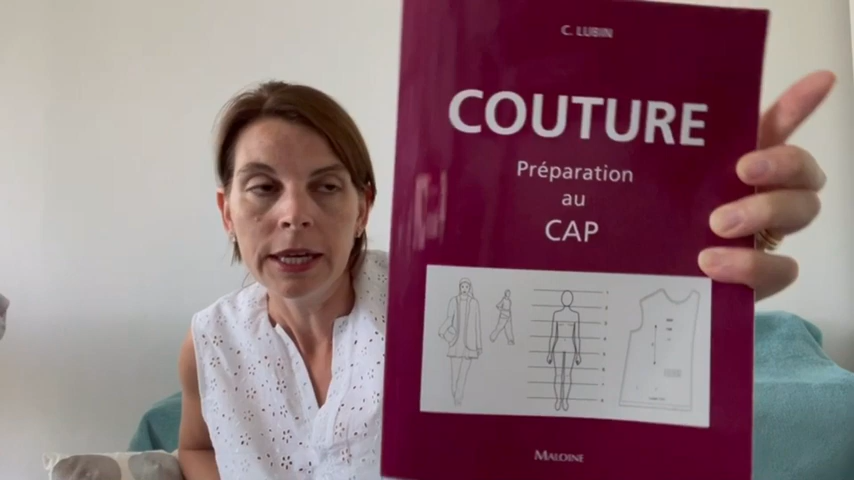 C. LUBIN
COUTURE
Préparation
au
CAP
MALOINE